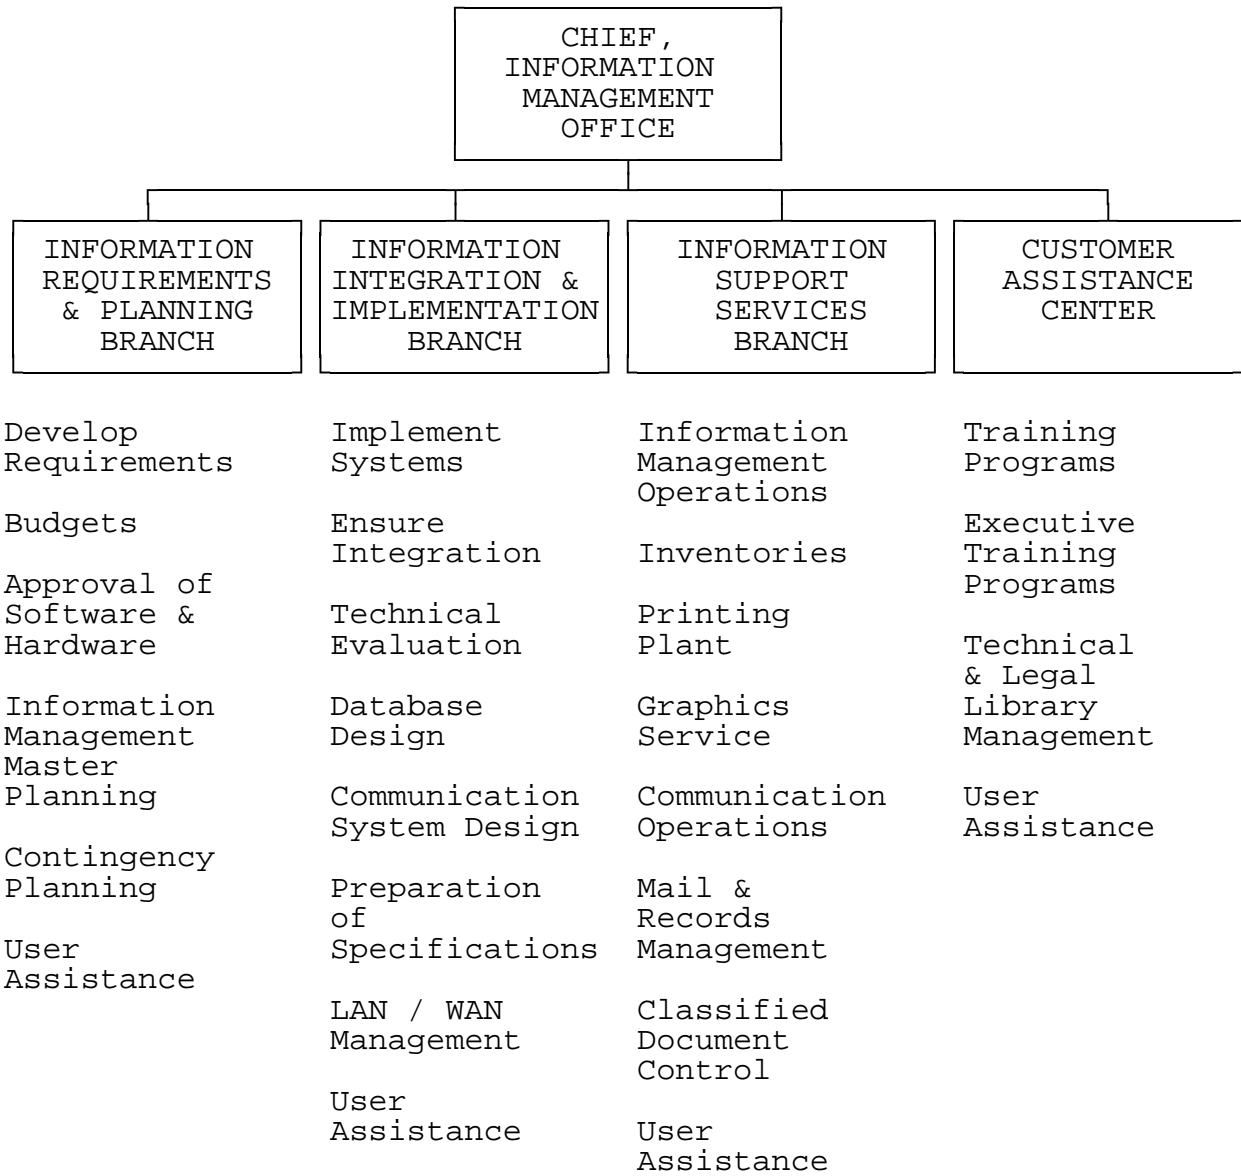 CHIEF,
INFORMATION
MANAGEMENT
OFFICE
INFORMATION
REQUIREMENTS
& PLANNING
BRANCH
INFORMATION
INTEGRATION &
IMPLEMENTATION
BRANCH
INFORMATION
SUPPORT
SERVICES
BRANCH
CUSTOMER
ASSISTANCE
CENTER
Develop
Requirements
Budgets
Approval of
Software &
Hardware
Information
Management
Master
Planning
Contingency
Planning
User
Assistance
Implement
Systems
Ensure
Integration
Technical
Evaluation
Database
Design
Communication
System Design
Preparation
of
Specifications
LAN / WAN
Management
User
Assistance
Information
Management
Operations
Inventories
Printing
Plant
Graphics
Service
Communication
Operations
Mail &
Records
Management
Classified
Document
Control
User
Assistance
Training
Programs
Executive
Training
Programs
Technical
& Legal
Library
Management
User
Assistance